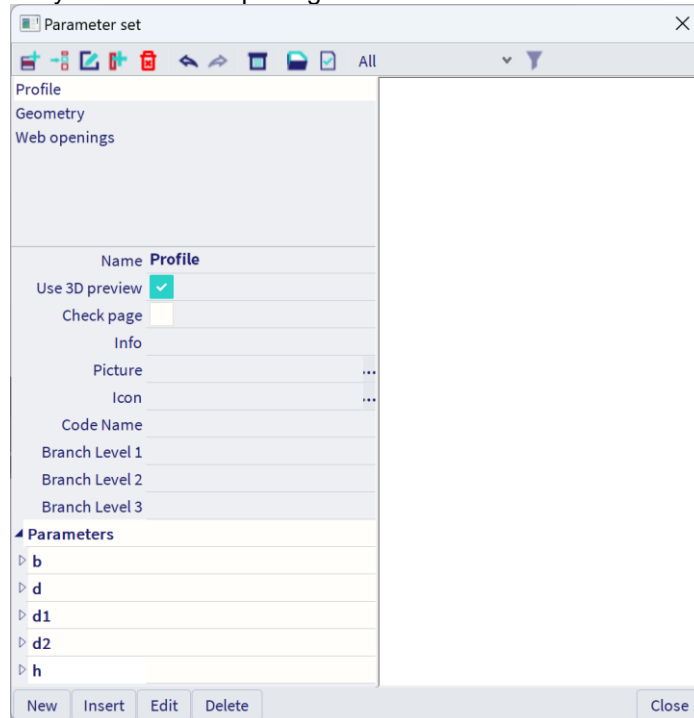 Parameter set
All
Profile
Geometry
Web openings
Name Profile
Use 3D preview
Check page
Info
Picture ...
Icon ...
Code Name
Branch Level 1
Branch Level 2
Branch Level 3
Parameters
b
d
d1
d2
h
New Insert Edit Delete Close